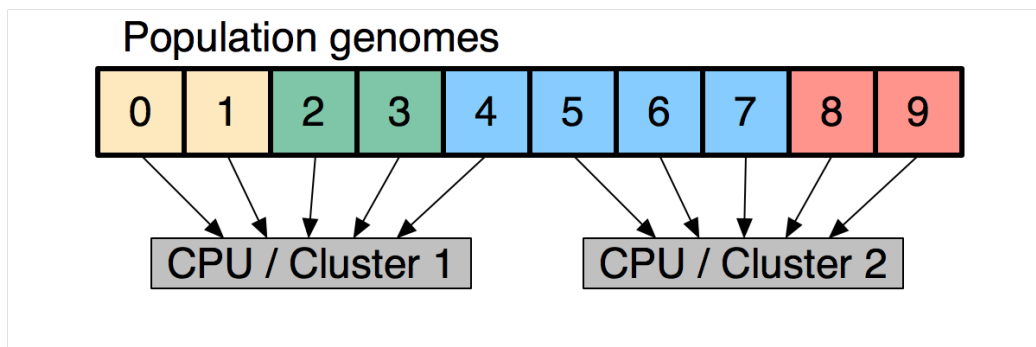 Population genomes
0 1 2 3 4 5 6 7 8 9
CPU / Cluster 1 CPU / Cluster 2